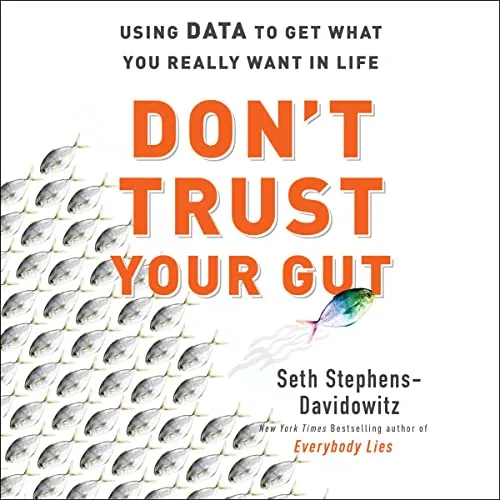 USING DATA TO GET WHAT
YOU REALLY WANT IN LIFE
DON'T
TRUST
YOUR GUT
Seth Stephens-
Davidowitz
New York Times Bestselling author of
Everybody Lies